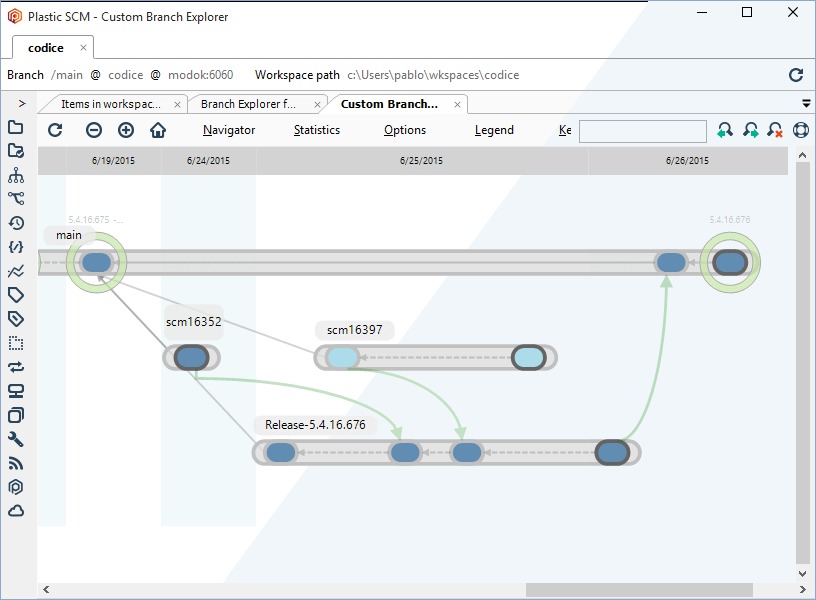 Plastic SCM - Custom Branch Explorer
codice ×
Branch /main @ codice @ modok:6060 Workspace path c:\Users\pablo\wkspaces\codice
Items in workspac... × Branch Explorer f... × Custom Branch... ×
Navigator Statistics Options Legend Ke
6/19/2015 6/24/2015 6/25/2015 6/26/2015
5.4.16.675 -... 5.4.16.676
main
scm16352
scm16397
Release-5.4.16.676